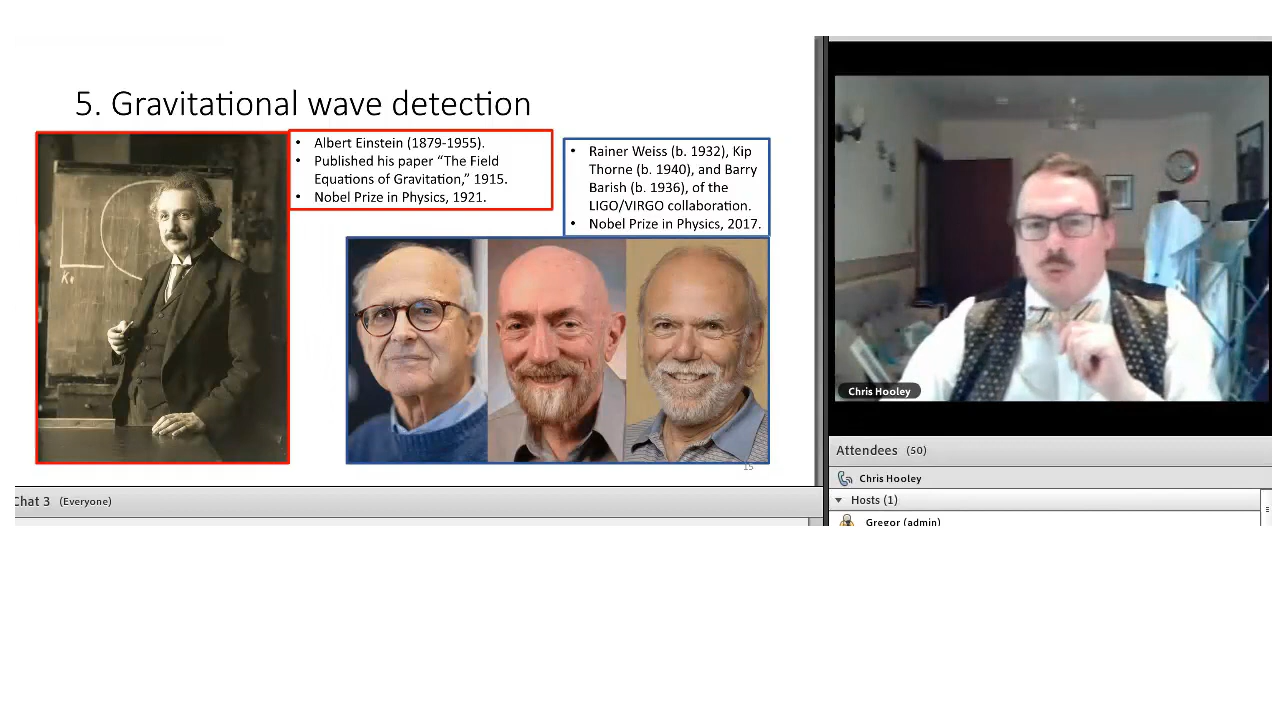 5. Gravitational wave detection
• Albert Einstein (1879-1955).
• Published his paper “The Field
Equations of Gravitation,” 1915.
• Nobel Prize in Physics, 1921.
• Rainer Weiss (b. 1932), Kip
Thorne (b. 1940), and Barry
Barish (b. 1936), of the
LIGO/VIRGO collaboration.
• Nobel Prize in Physics, 2017.
15
Chat 3 (Everyone)
Chris Hooley
Attendees (50)
Chris Hooley
Hosts (1)
Gregor (admin)